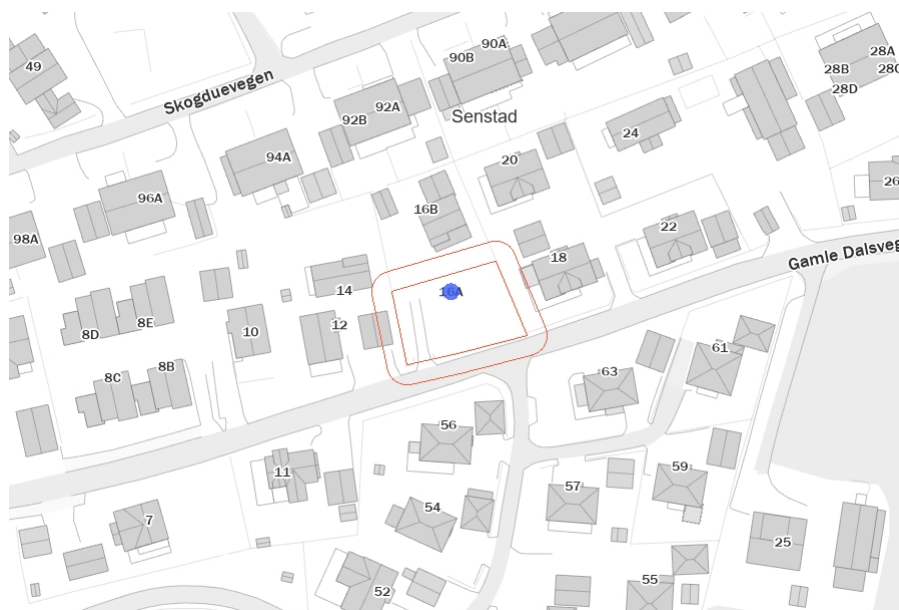 90A
90B
28A
49
28B
28C
28D
Skogduevegen
92A
92B
Senstad
24
94A
20
26
96A
16B
22
98A
18
Gamle Dalsveg
14
16A
12
10
8E
8D
61
8B
63
8C
56
11
59
57
54
7
25
55
52